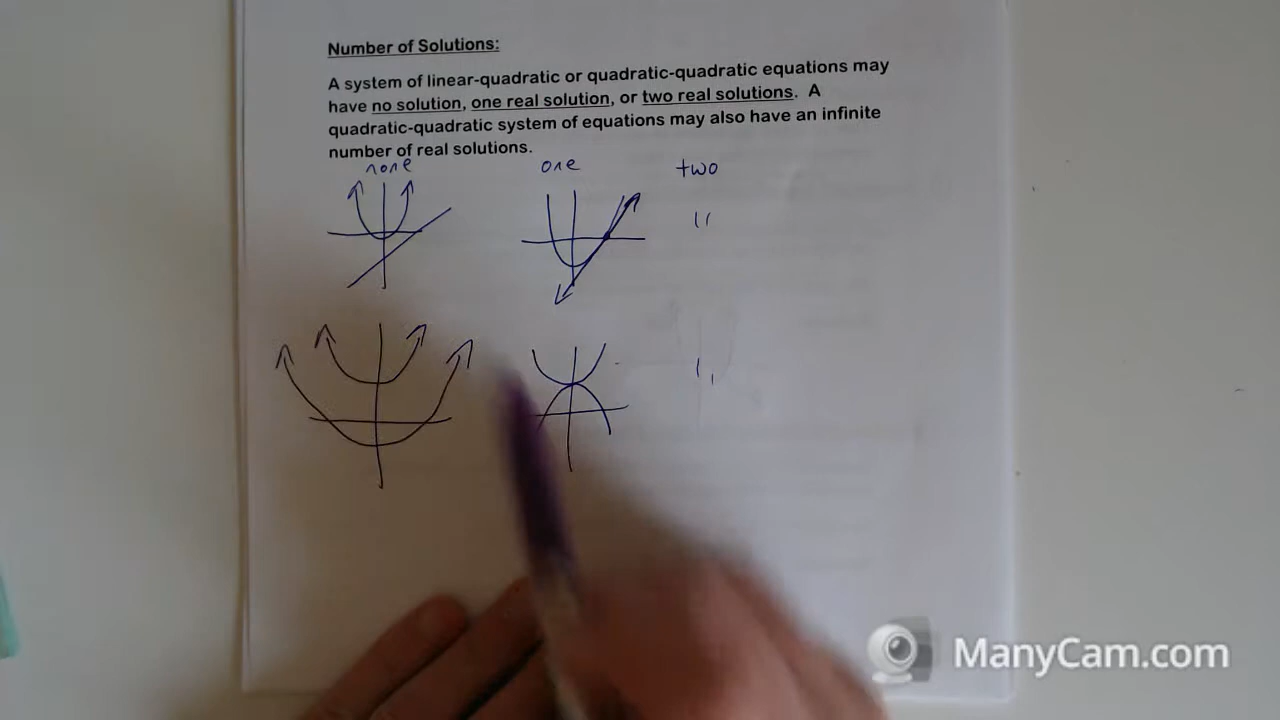 Number of Solutions:
A system of linear-quadratic or quadratic-quadratic equations may
have no solution, one real solution, or two real solutions. A
quadratic-quadratic system of equations may also have an infinite
number of real solutions.
none one two
ManyCam.com